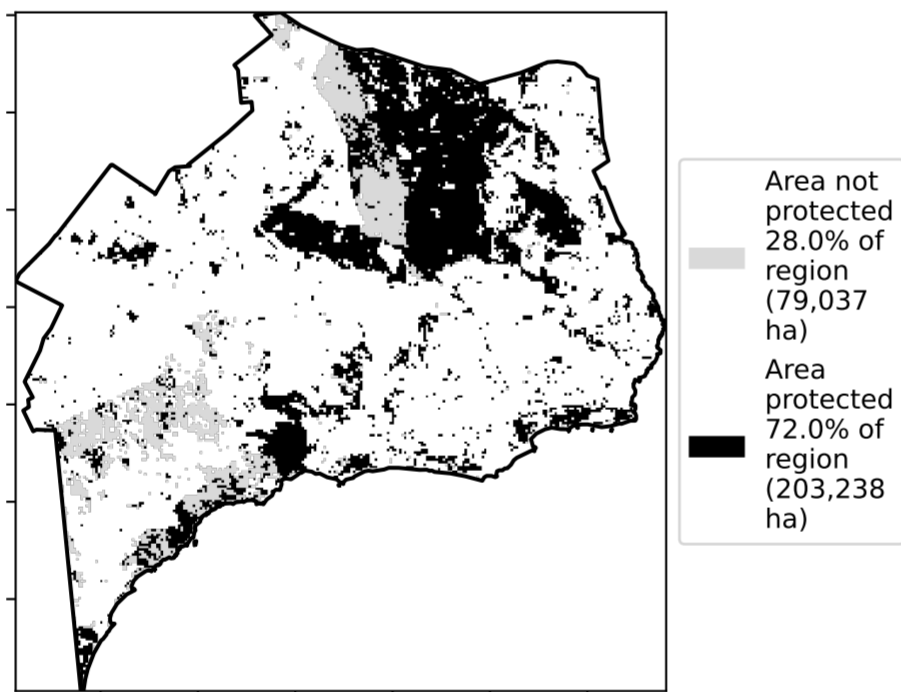 Area not
protected
28.0% of
region
(79,037
ha)
Area
protected
72.0% of
region
(203,238
ha)